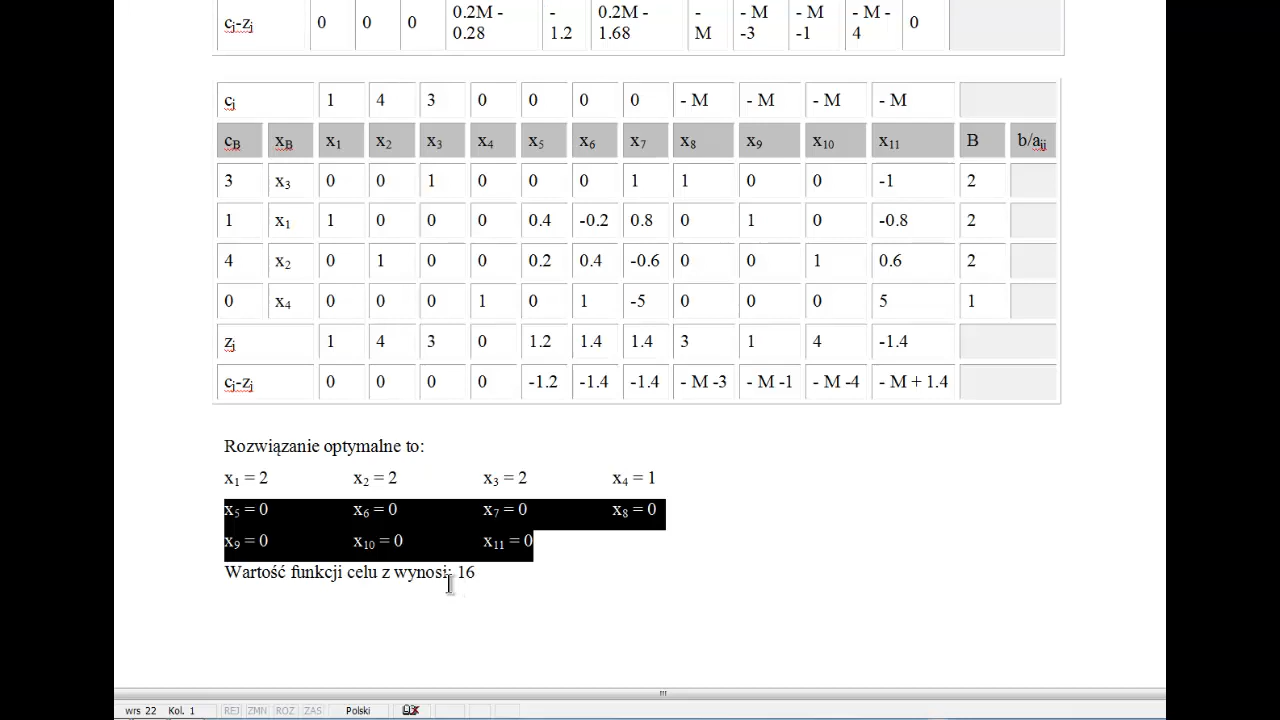 cj-zj 0 0 0 0.2M - 0.28 - 1.2 0.2M - 1.68 - M - M -3 - M -1 - M - 4 0
cj 1 4 3 0 0 0 0 - M - M - M - M
cB xB x1 x2 x3 x4 x5 x6 x7 x8 x9 x10 x11 B b/aij
3 x3 0 0 1 0 0 0 1 1 0 0 -1 2
1 x1 1 0 0 0 0.4 -0.2 0.8 0 1 0 -0.8 2
4 x2 0 1 0 0 0.2 0.4 -0.6 0 0 1 0.6 2
0 x4 0 0 0 1 0 1 -5 0 0 0 5 1
zj 1 4 3 0 1.2 1.4 1.4 3 1 4 -1.4
cj-zj 0 0 0 0 -1.2 -1.4 -1.4 - M -3 - M -1 - M -4 - M + 1.4
Rozwiązanie optymalne to:
x1 = 2 x2 = 2 x3 = 2 x4 = 1
x5 = 0 x6 = 0 x7 = 0 x8 = 0
x9 = 0 x10 = 0 x11 = 0
Wartość funkcji celu z wynosi: 16
wrs 22 Kol. 1 REJ ZMN ROZ ZAS Polski